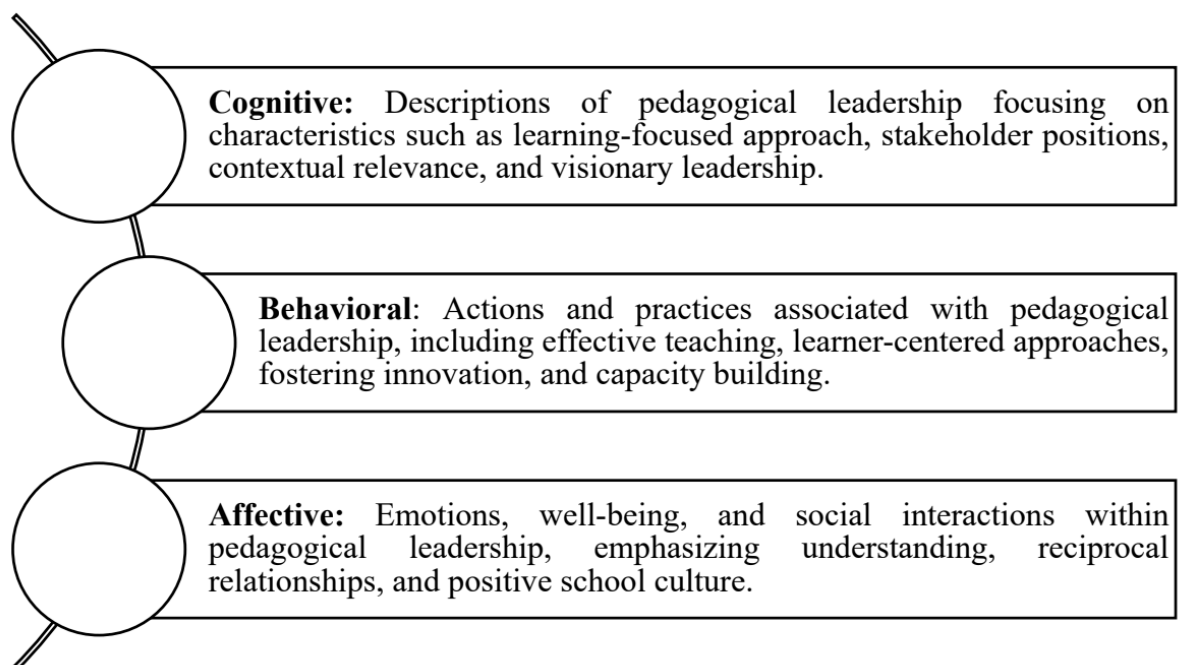 Cognitive: Descriptions of pedagogical leadership focusing on
characteristics such as learning-focused approach, stakeholder positions,
contextual relevance, and visionary leadership.
Behavioral: Actions and practices associated with pedagogical
leadership, including effective teaching, learner-centered approaches,
fostering innovation, and capacity building.
Affective: Emotions, well-being, and social interactions within
pedagogical leadership, emphasizing understanding, reciprocal
relationships, and positive school culture.